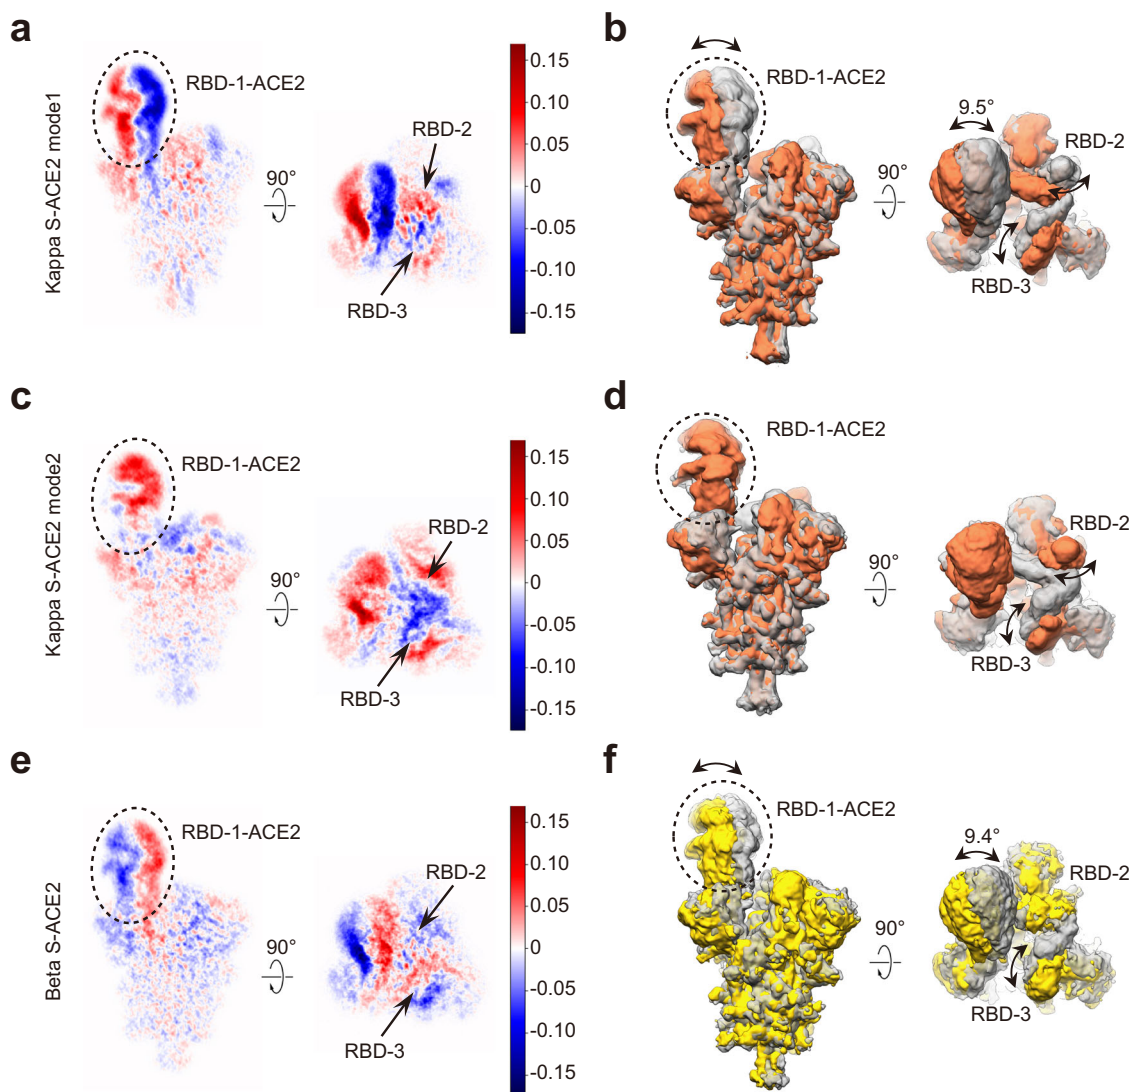 a
Kappa S-ACE2 mode1
RBD-1-ACE2
90°
RBD-2
RBD-3
0.15
0.10
0.05
0
-0.05
-0.10
-0.15
b
RBD-1-ACE2
90°
9.5°
RBD-2
RBD-3
c
Kappa S-ACE2 mode2
RBD-1-ACE2
90°
RBD-2
RBD-3
0.15
0.10
0.05
0
-0.05
-0.10
-0.15
d
RBD-1-ACE2
90°
RBD-2
RBD-3
e
Beta S-ACE2
RBD-1-ACE2
90°
RBD-2
RBD-3
0.15
0.10
0.05
0
-0.05
-0.10
-0.15
f
RBD-1-ACE2
90°
9.4°
RBD-2
RBD-3